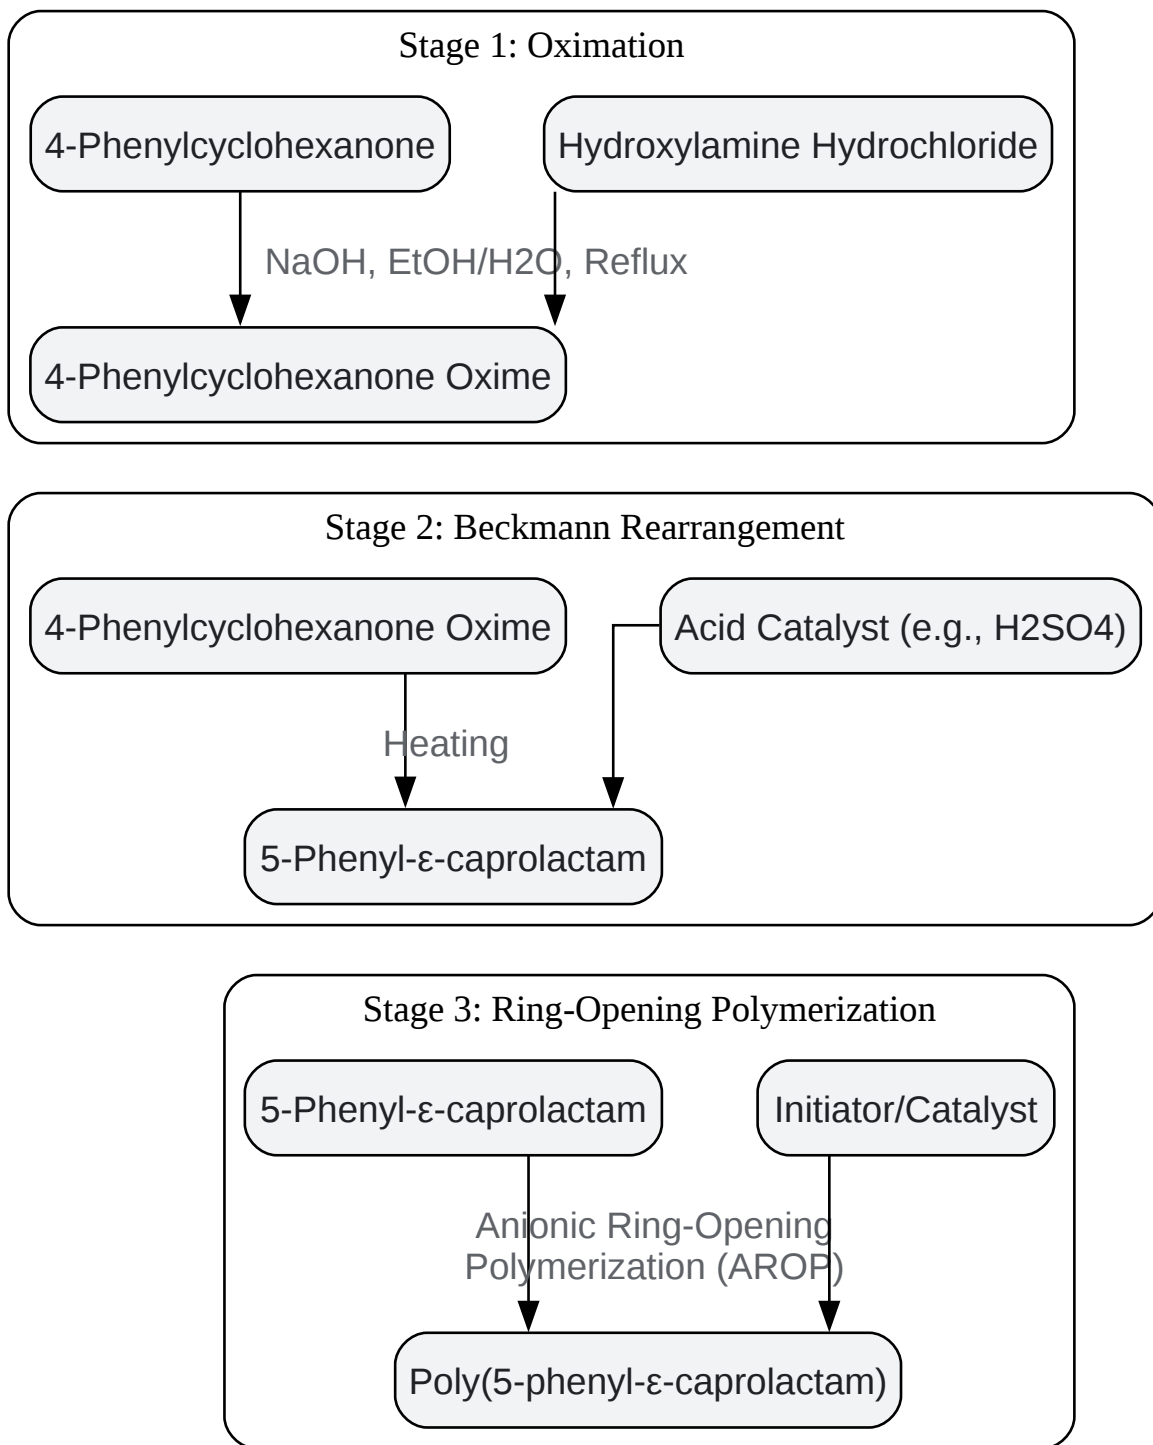 Stage 1: Oximation
4-Phenylcyclohexanone
Hydroxylamine Hydrochloride
NaOH, EtOH/H2O, Reflux
4-Phenylcyclohexanone Oxime
Stage 2: Beckmann Rearrangement
4-Phenylcyclohexanone Oxime
Acid Catalyst (e.g., H2SO4)
Heating
5-Phenyl-ε-caprolactam
Stage 3: Ring-Opening Polymerization
5-Phenyl-ε-caprolactam
Initiator/Catalyst
Anionic Ring-Opening
Polymerization (AROP)
Poly(5-phenyl-ε-caprolactam)